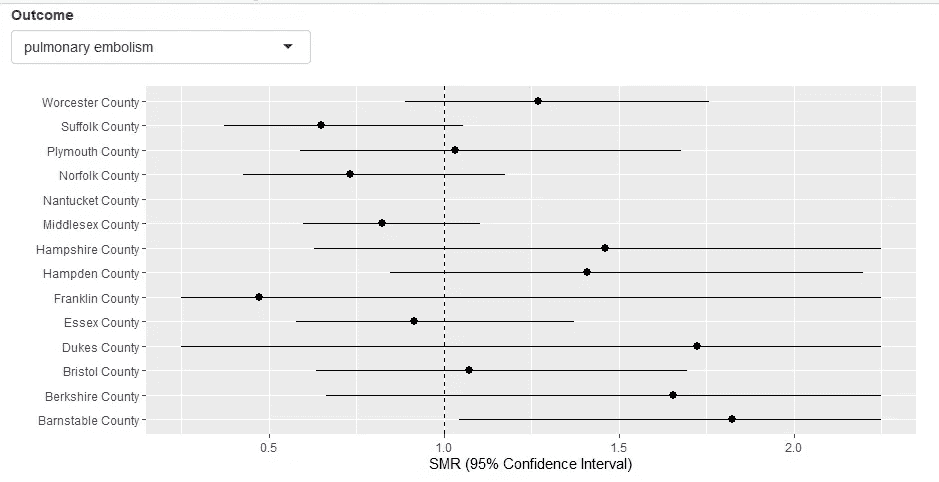 Outcome
pulmonary embolism
Worcester County
Suffolk County
Plymouth County
Norfolk County
Nantucket County
Middlesex County
Hampshire County
Hampden County
Franklin County
Essex County
Dukes County
Bristol County
Berkshire County
Barnstable County
0.5 1.0 1.5 2.0
SMR (95% Confidence Interval)